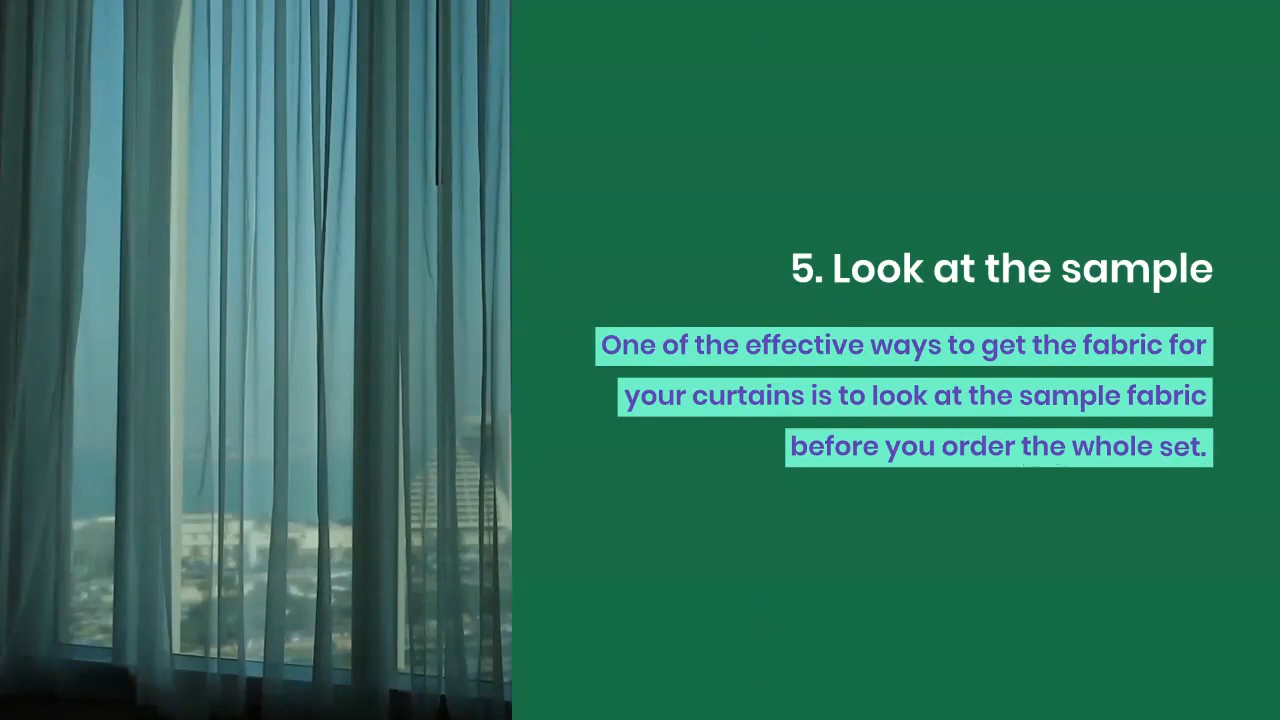 5. Look at the sample
One of the effective ways to get the fabric for
your curtains is to look at the sample fabric
before you order the whole set.